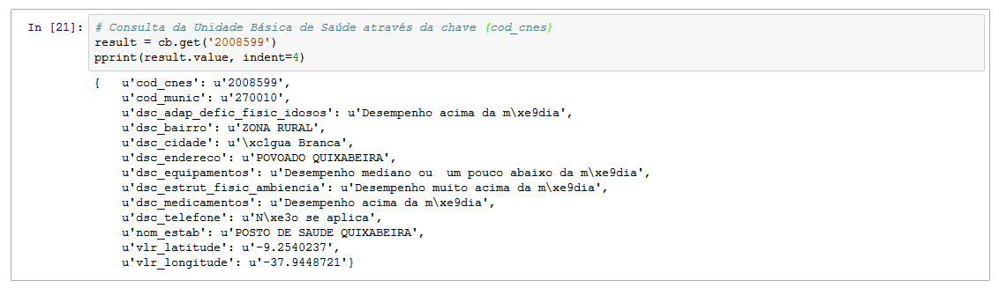 In [21]: # Consulta da Unidade Básica de Saúde através da chave (cod_cnes)
result = cb.get('2008599')
pprint(result.value, indent=4)
{   u'cod_cnes': u'2008599',
    u'cod_munic': u'270010',
    u'dsc_adap_defic_fisic_idosos': u'Desempenho acima da m\xe9dia',
    u'dsc_bairro': u'ZONA RURAL',
    u'dsc_cidade': u'\xc1gua Branca',
    u'dsc_endereco': u'POVOADO QUIXABEIRA',
    u'dsc_equipamentos': u'Desempenho mediano ou  um pouco abaixo da m\xe9dia',
    u'dsc_estrut_fisic_ambiencia': u'Desempenho muito acima da m\xe9dia',
    u'dsc_medicamentos': u'Desempenho acima da m\xe9dia',
    u'dsc_telefone': u'N\xe3o se aplica',
    u'nom_estab': u'POSTO DE SAUDE QUIXABEIRA',
    u'vlr_latitude': u'-9.2540237',
    u'vlr_longitude': u'-37.9448721'}